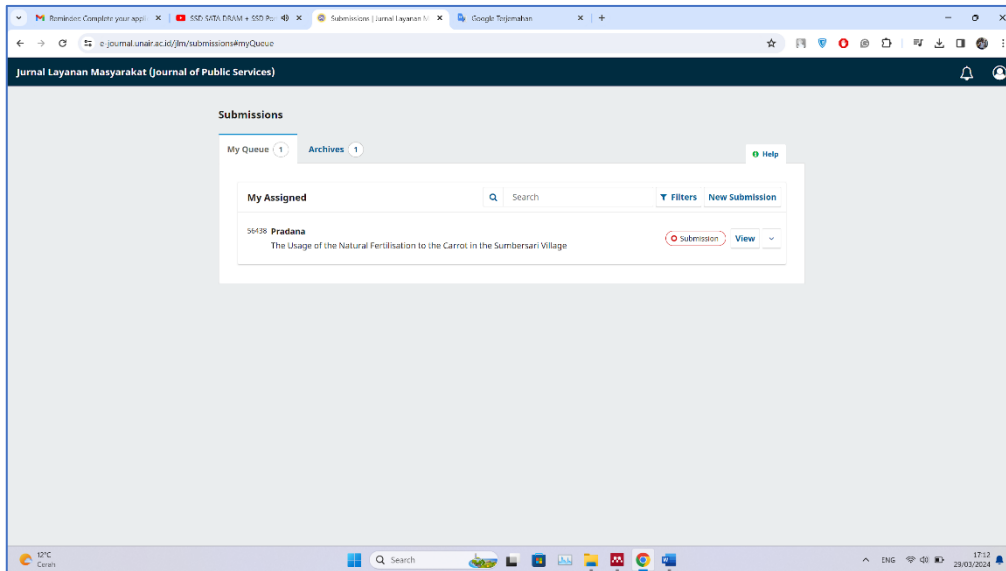 Reminder: Complete your appli
SSD SATA DRAM + SSD Por
Submissions | Jurnal Layanan M
Google Terjemahan
e-journal.unair.ac.id/jlm/submissions#myQueue
Jurnal Layanan Masyarakat (Journal of Public Services)
Submissions
My Queue 1
Archives 1
Help
My Assigned
Search
Filters
New Submission
56438 Pradana
The Usage of the Natural Fertilisation to the Carrot in the Sumbersari Village
Submission
View
12°C
Cerah
Search
ENG
17:12
29/03/2024